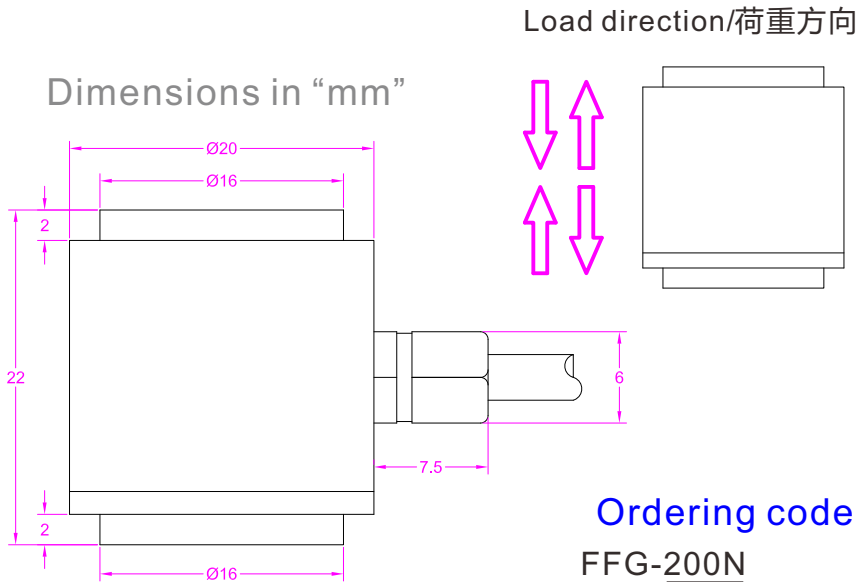 Load direction/荷重方向
Dimensions in “mm”
Ø20
Ø16
2
22
6
7.5
2
Ø16
Ordering code
FFG-200N